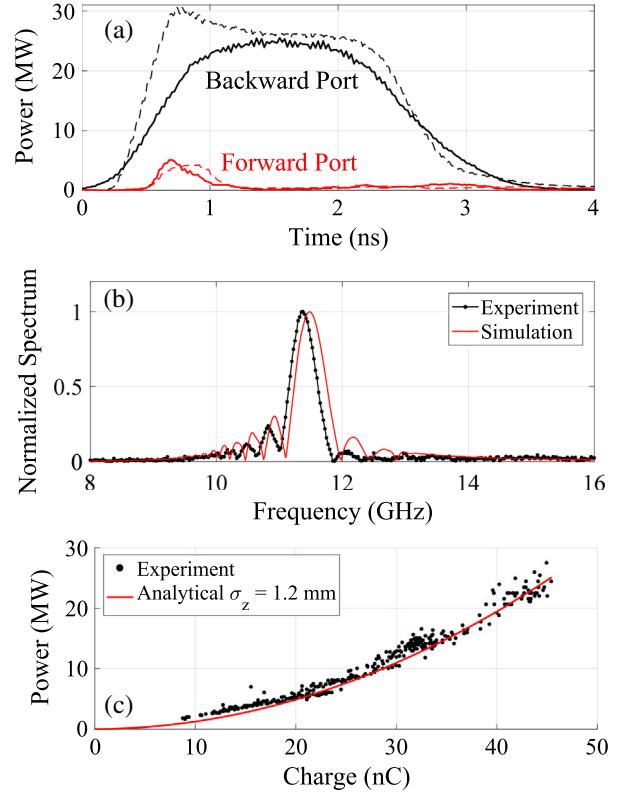 (a)
Power (MW)
30
20
10
0
Backward Port
Forward Port
0 1 2 3 4
Time (ns)
(b)
Normalized Spectrum
1
0.5
0
Experiment
Simulation
8 10 11 12 14 16
Frequency (GHz)
Power (MW)
30
20
10
0
Experiment
Analytical σz = 1.2 mm
(c)
0 10 20 30 40 50
Charge (nC)